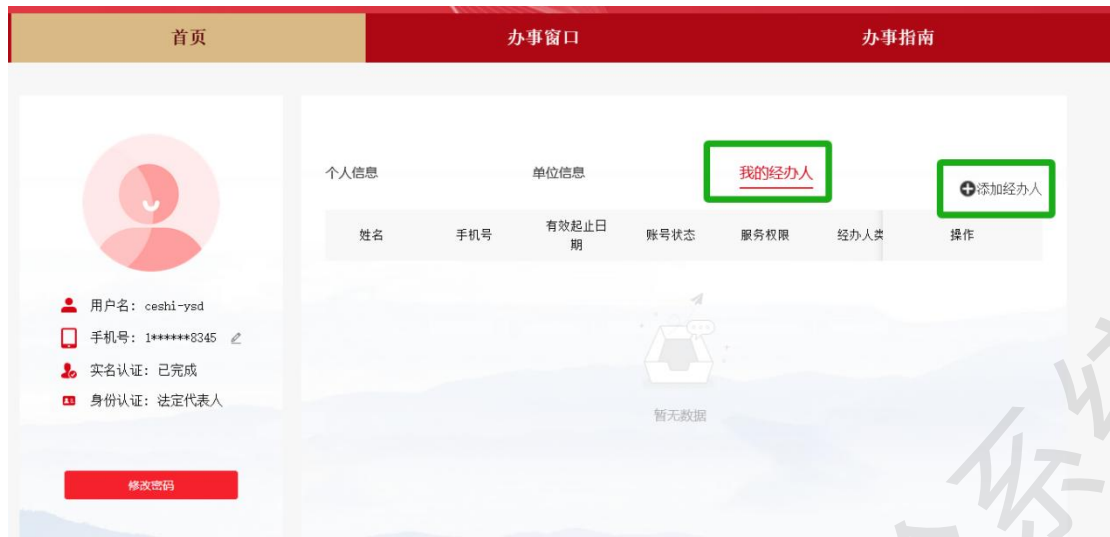 首页 办事窗口 办事指南
个人信息 单位信息 我的经办人
添加经办人
姓名 手机号 有效起止日期 账号状态 服务权限 经办人类 操作
用户名：ceshi-ysd
手机号：1******8345
实名认证：已完成
身份认证：法定代表人
暂无数据
修改密码
系统